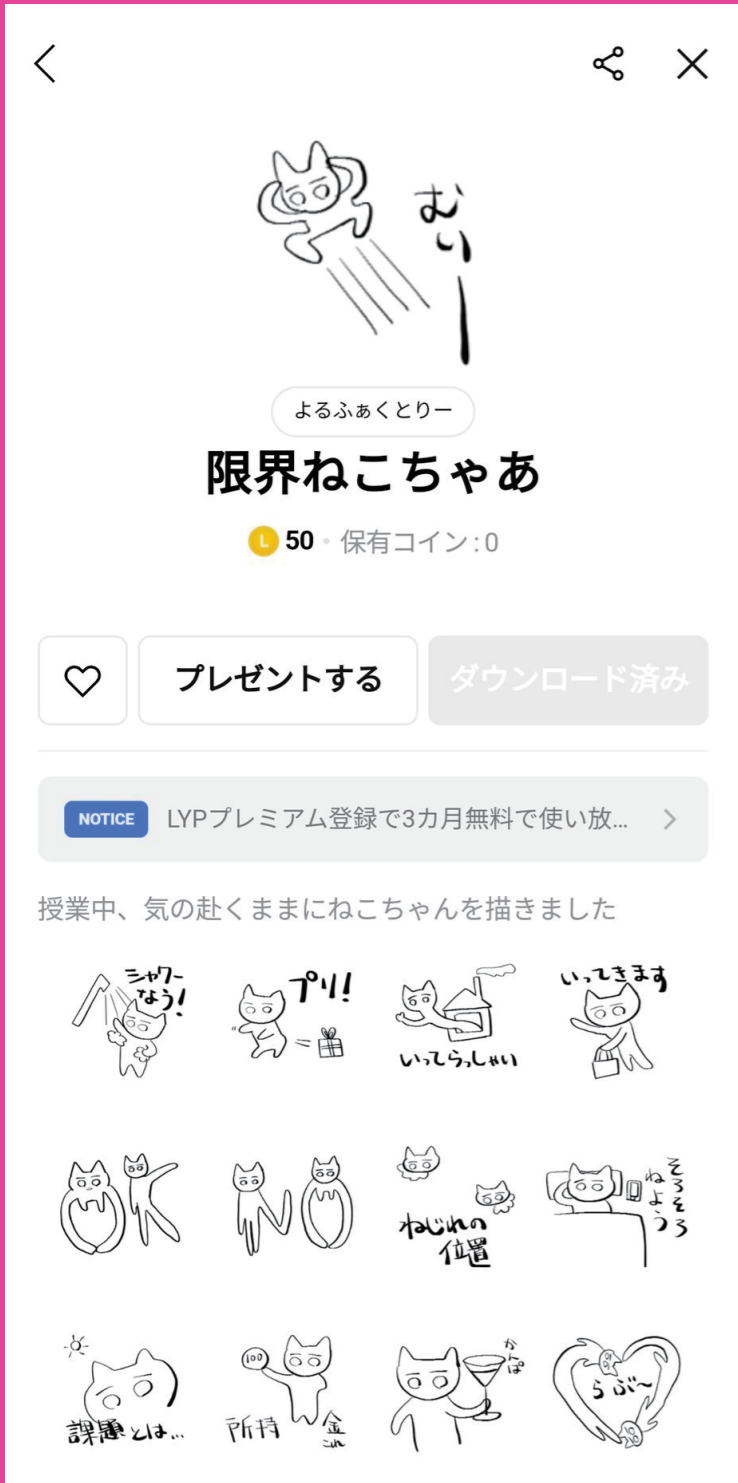 むりー
よるふぁくとりー
限界ねこちゃあ
L 50 • 保有コイン : 0
プレゼントする
ダウンロード済み
NOTICE LYPプレミアム登録で3カ月無料で使い放...
授業中、気の赴くままにねこちゃんを描きました
シャワー
なう!
プリ!
いってらっしゃい
いってきます
OK
NO
ねじれの
位置
そろそろ
ねよう
課題とは...
100
所持金
これ
かんぱ
らぶ〜